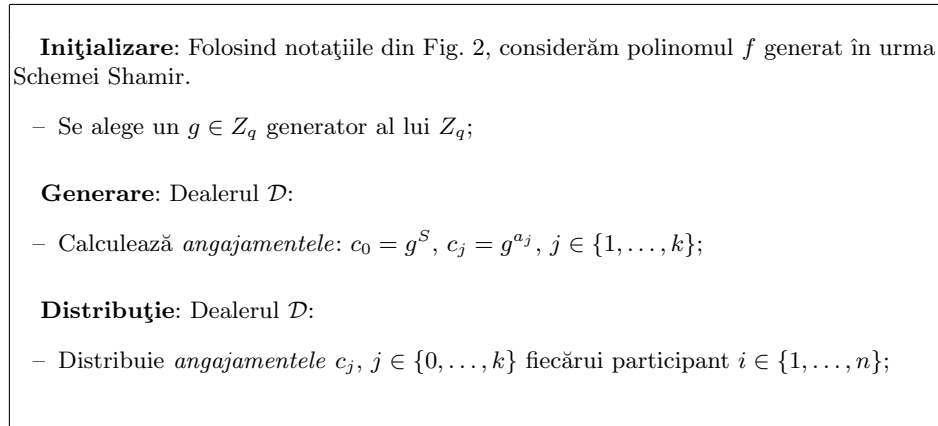 Iniţializare: Folosind notaţiile din Fig. 2, considerăm polinomul f generat în urma
Schemei Shamir.
– Se alege un g ∈ Z_q generator al lui Z_q;
Generare: Dealerul 𝒟:
– Calculează angajamentele: c_0 = g^S, c_j = g^{a_j}, j ∈ {1, . . . , k};
Distribuţie: Dealerul 𝒟:
– Distribuie angajamentele c_j, j ∈ {0, . . . , k} fiecărui participant i ∈ {1, . . . , n};